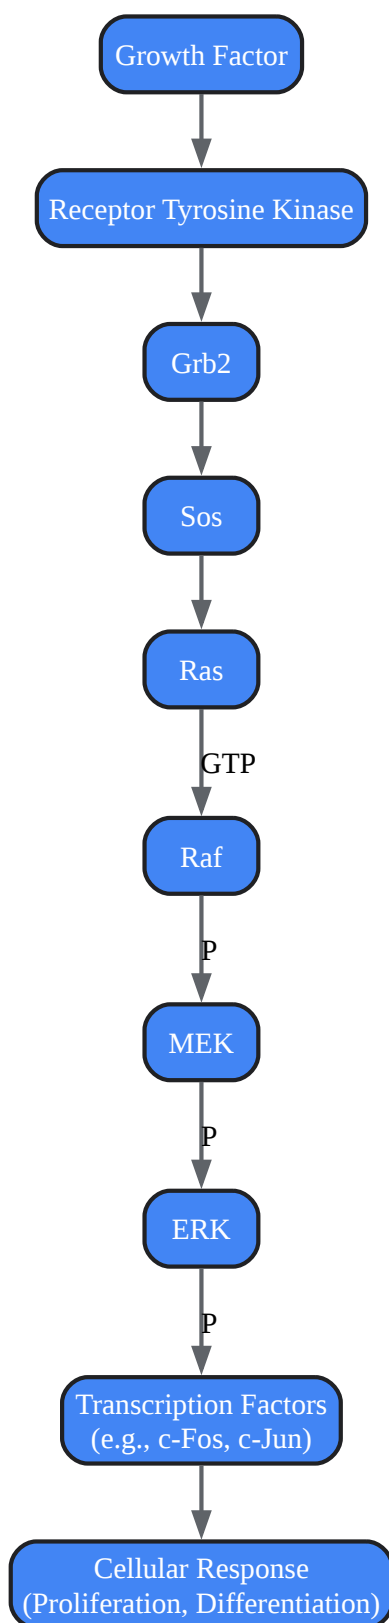 Growth Factor
Receptor Tyrosine Kinase
Grb2
Sos
Ras
GTP
Raf
P
MEK
P
ERK
P
Transcription Factors
(e.g., c-Fos, c-Jun)
Cellular Response
(Proliferation, Differentiation)